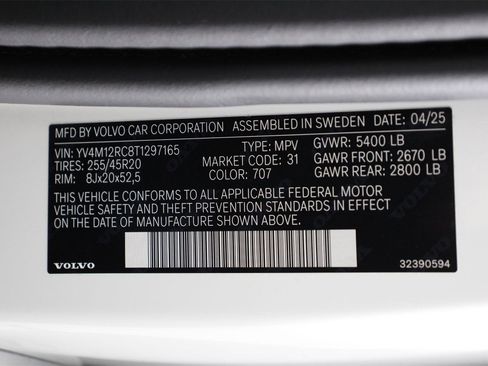 MFD BY VOLVO CAR CORPORATION ASSEMBLED IN SWEDEN DATE: 04/25
VIN: YV4M12RC8T1297165 TYPE: MPV GVWR: 5400 LB
TIRES: 255/45R20 MARKET CODE: 31 GAWR FRONT: 2670 LB
RIM: 8Jx20x52,5 COLOR: 707 GAWR REAR: 2800 LB
THIS VEHICLE CONFORMS TO ALL APPLICABLE FEDERAL MOTOR
VEHICLE SAFETY AND THEFT PREVENTION STANDARDS IN EFFECT
ON THE DATE OF MANUFACTURE SHOWN ABOVE.
VOLVO 32390594